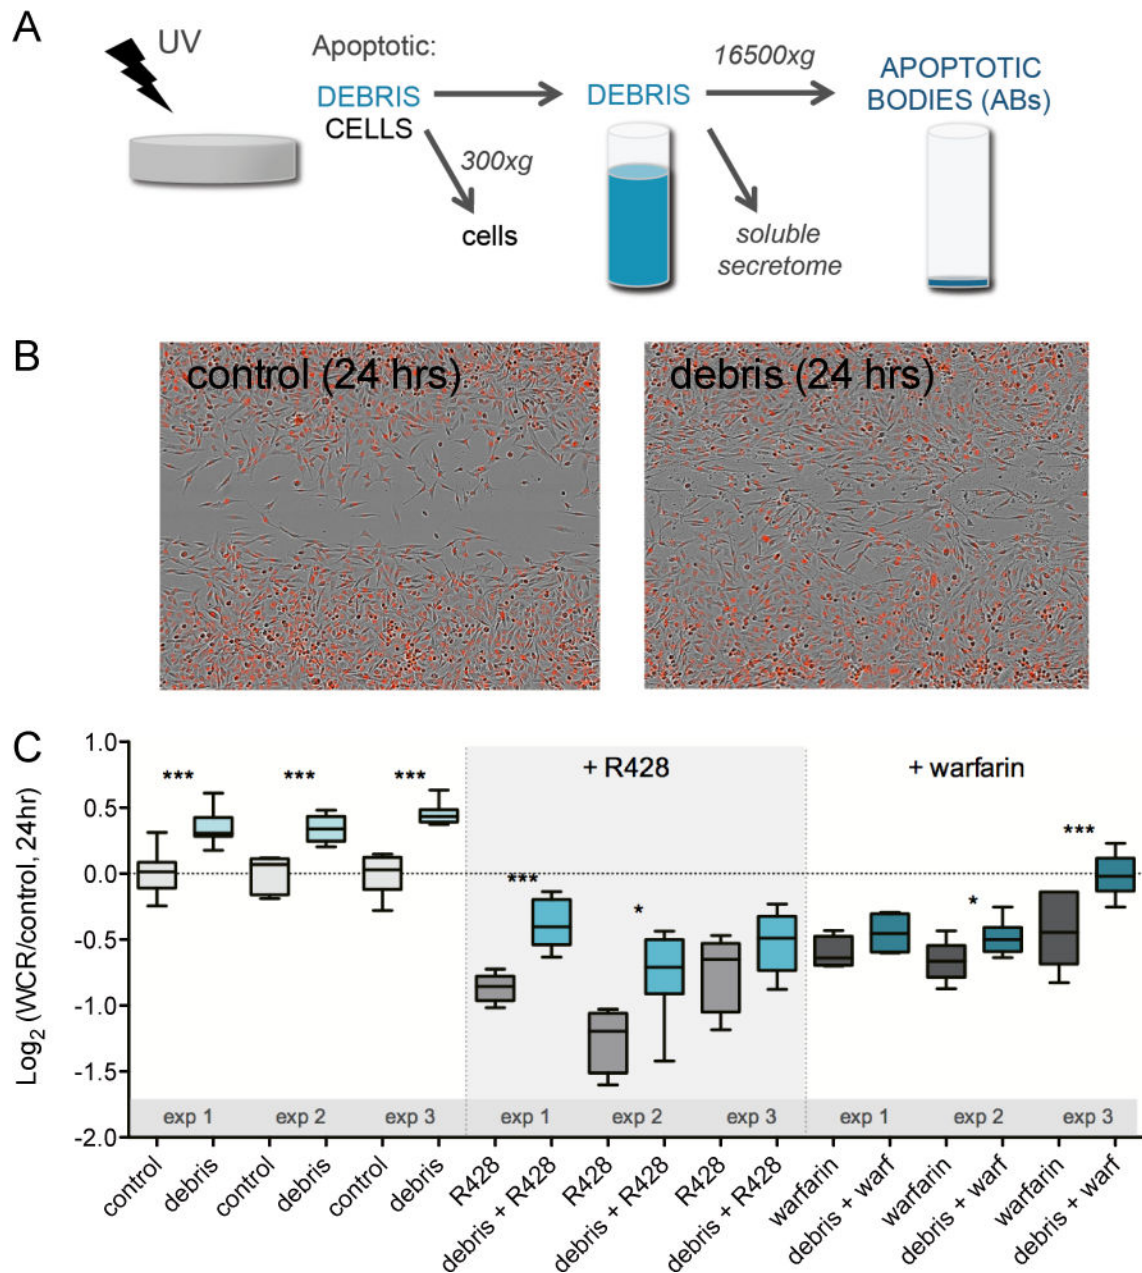 A
UV
Apoptotic:
DEBRIS
CELLS
300xg
cells
DEBRIS
16500xg
soluble
secretome
APOPTOTIC
BODIES (ABs)
B
control (24 hrs)
debris (24 hrs)
C
Log2 (WCR/control, 24hr)
1.0
0.5
0.0
-0.5
-1.0
-1.5
-2.0
+ R428
+ warfarin
*** *** *** *** * * ***
exp 1 exp 2 exp 3 exp 1 exp 2 exp 3 exp 1 exp 2 exp 3
control
debris
control
debris
control
debris
R428
debris + R428
R428
debris + R428
R428
debris + R428
warfarin
debris + warf
warfarin
debris + warf
warfarin
debris + warf